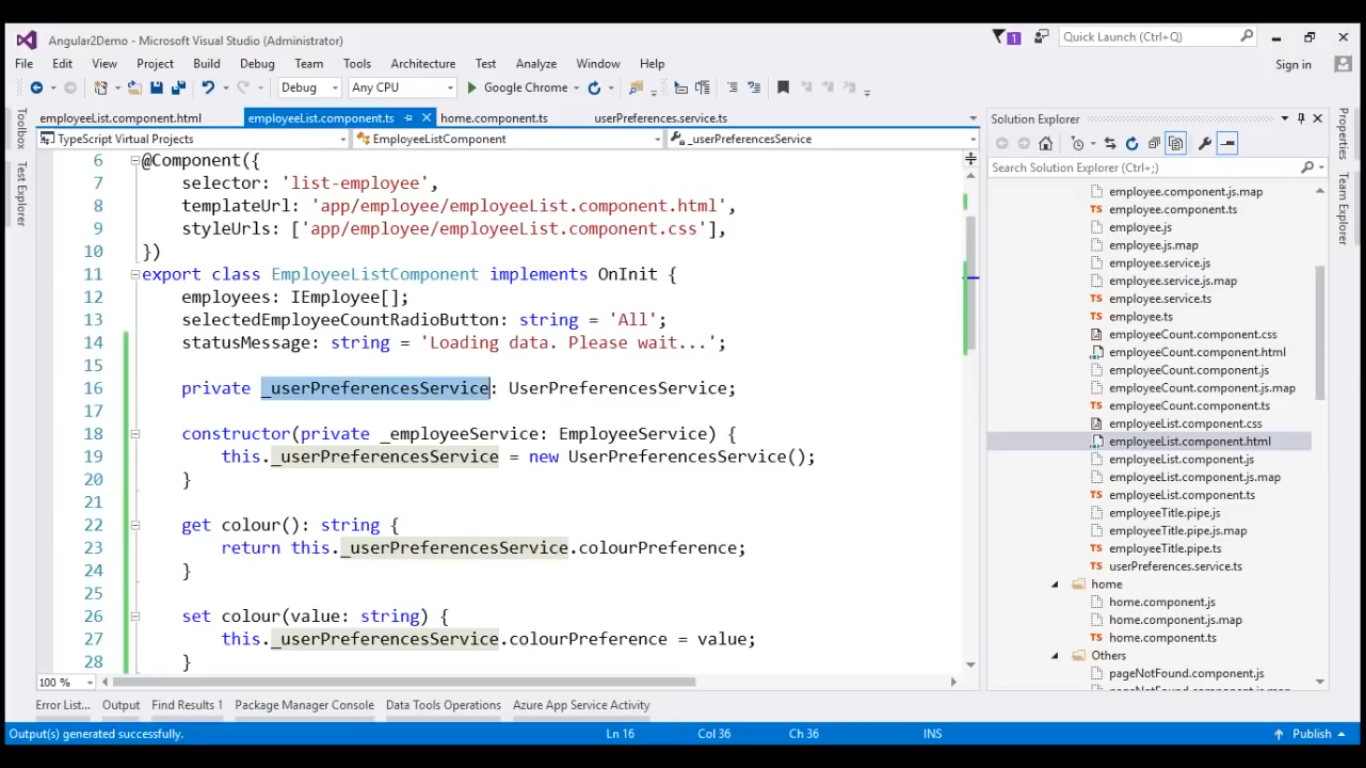 Angular2Demo - Microsoft Visual Studio (Administrator)
1
Quick Launch (Ctrl+Q)
File Edit View Project Build Debug Team Tools Architecture Test Analyze Window Help
Sign in
Debug Any CPU Google Chrome
Toolbox
Test Explorer
employeeList.component.html employeeList.component.ts home.component.ts userPreferences.service.ts
TypeScript Virtual Projects EmployeeListComponent _userPreferencesService
6 @Component({
7 selector: 'list-employee',
8 templateUrl: 'app/employee/employeeList.component.html',
9 styleUrls: ['app/employee/employeeList.component.css'],
10 })
11 export class EmployeeListComponent implements OnInit {
12 employees: IEmployee[];
13 selectedEmployeeCountRadioButton: string = 'All';
14 statusMessage: string = 'Loading data. Please wait...';
15
16 private _userPreferencesService: UserPreferencesService;
17
18 constructor(private _employeeService: EmployeeService) {
19 this._userPreferencesService = new UserPreferencesService();
20 }
21
22 get colour(): string {
23 return this._userPreferencesService.colourPreference;
24 }
25
26 set colour(value: string) {
27 this._userPreferencesService.colourPreference = value;
28 }
100 %
Solution Explorer
Search Solution Explorer (Ctrl+;)
employee.component.js.map
TS employee.component.ts
employee.js
employee.js.map
employee.service.js
employee.service.js.map
TS employee.service.ts
TS employee.ts
employeeCount.component.css
employeeCount.component.html
employeeCount.component.js
employeeCount.component.js.map
TS employeeCount.component.ts
employeeList.component.css
employeeList.component.html
employeeList.component.js
employeeList.component.js.map
TS employeeList.component.ts
employeeTitle.pipe.js
employeeTitle.pipe.js.map
TS employeeTitle.pipe.ts
TS userPreferences.service.ts
home
home.component.js
home.component.js.map
TS home.component.ts
Others
pageNotFound.component.js
pageNotFound.component.js.map
Properties
Team Explorer
Error List... Output Find Results 1 Package Manager Console Data Tools Operations Azure App Service Activity
Output(s) generated successfully. Ln 16 Col 36 Ch 36 INS Publish